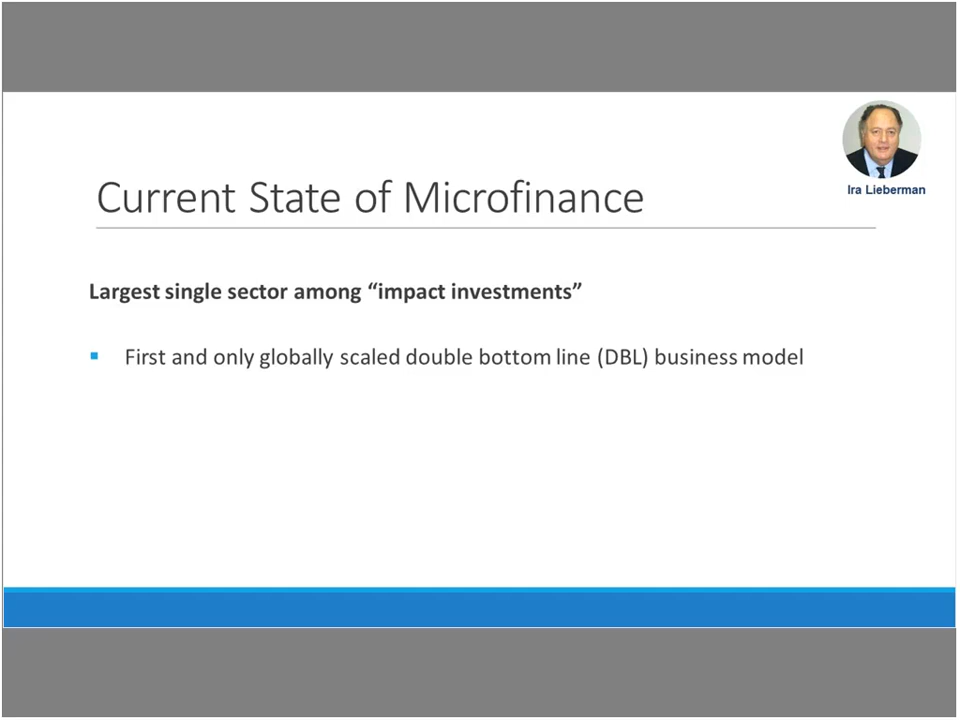 Ira Lieberman
Current State of Microfinance
Largest single sector among “impact investments”
▪ First and only globally scaled double bottom line (DBL) business model